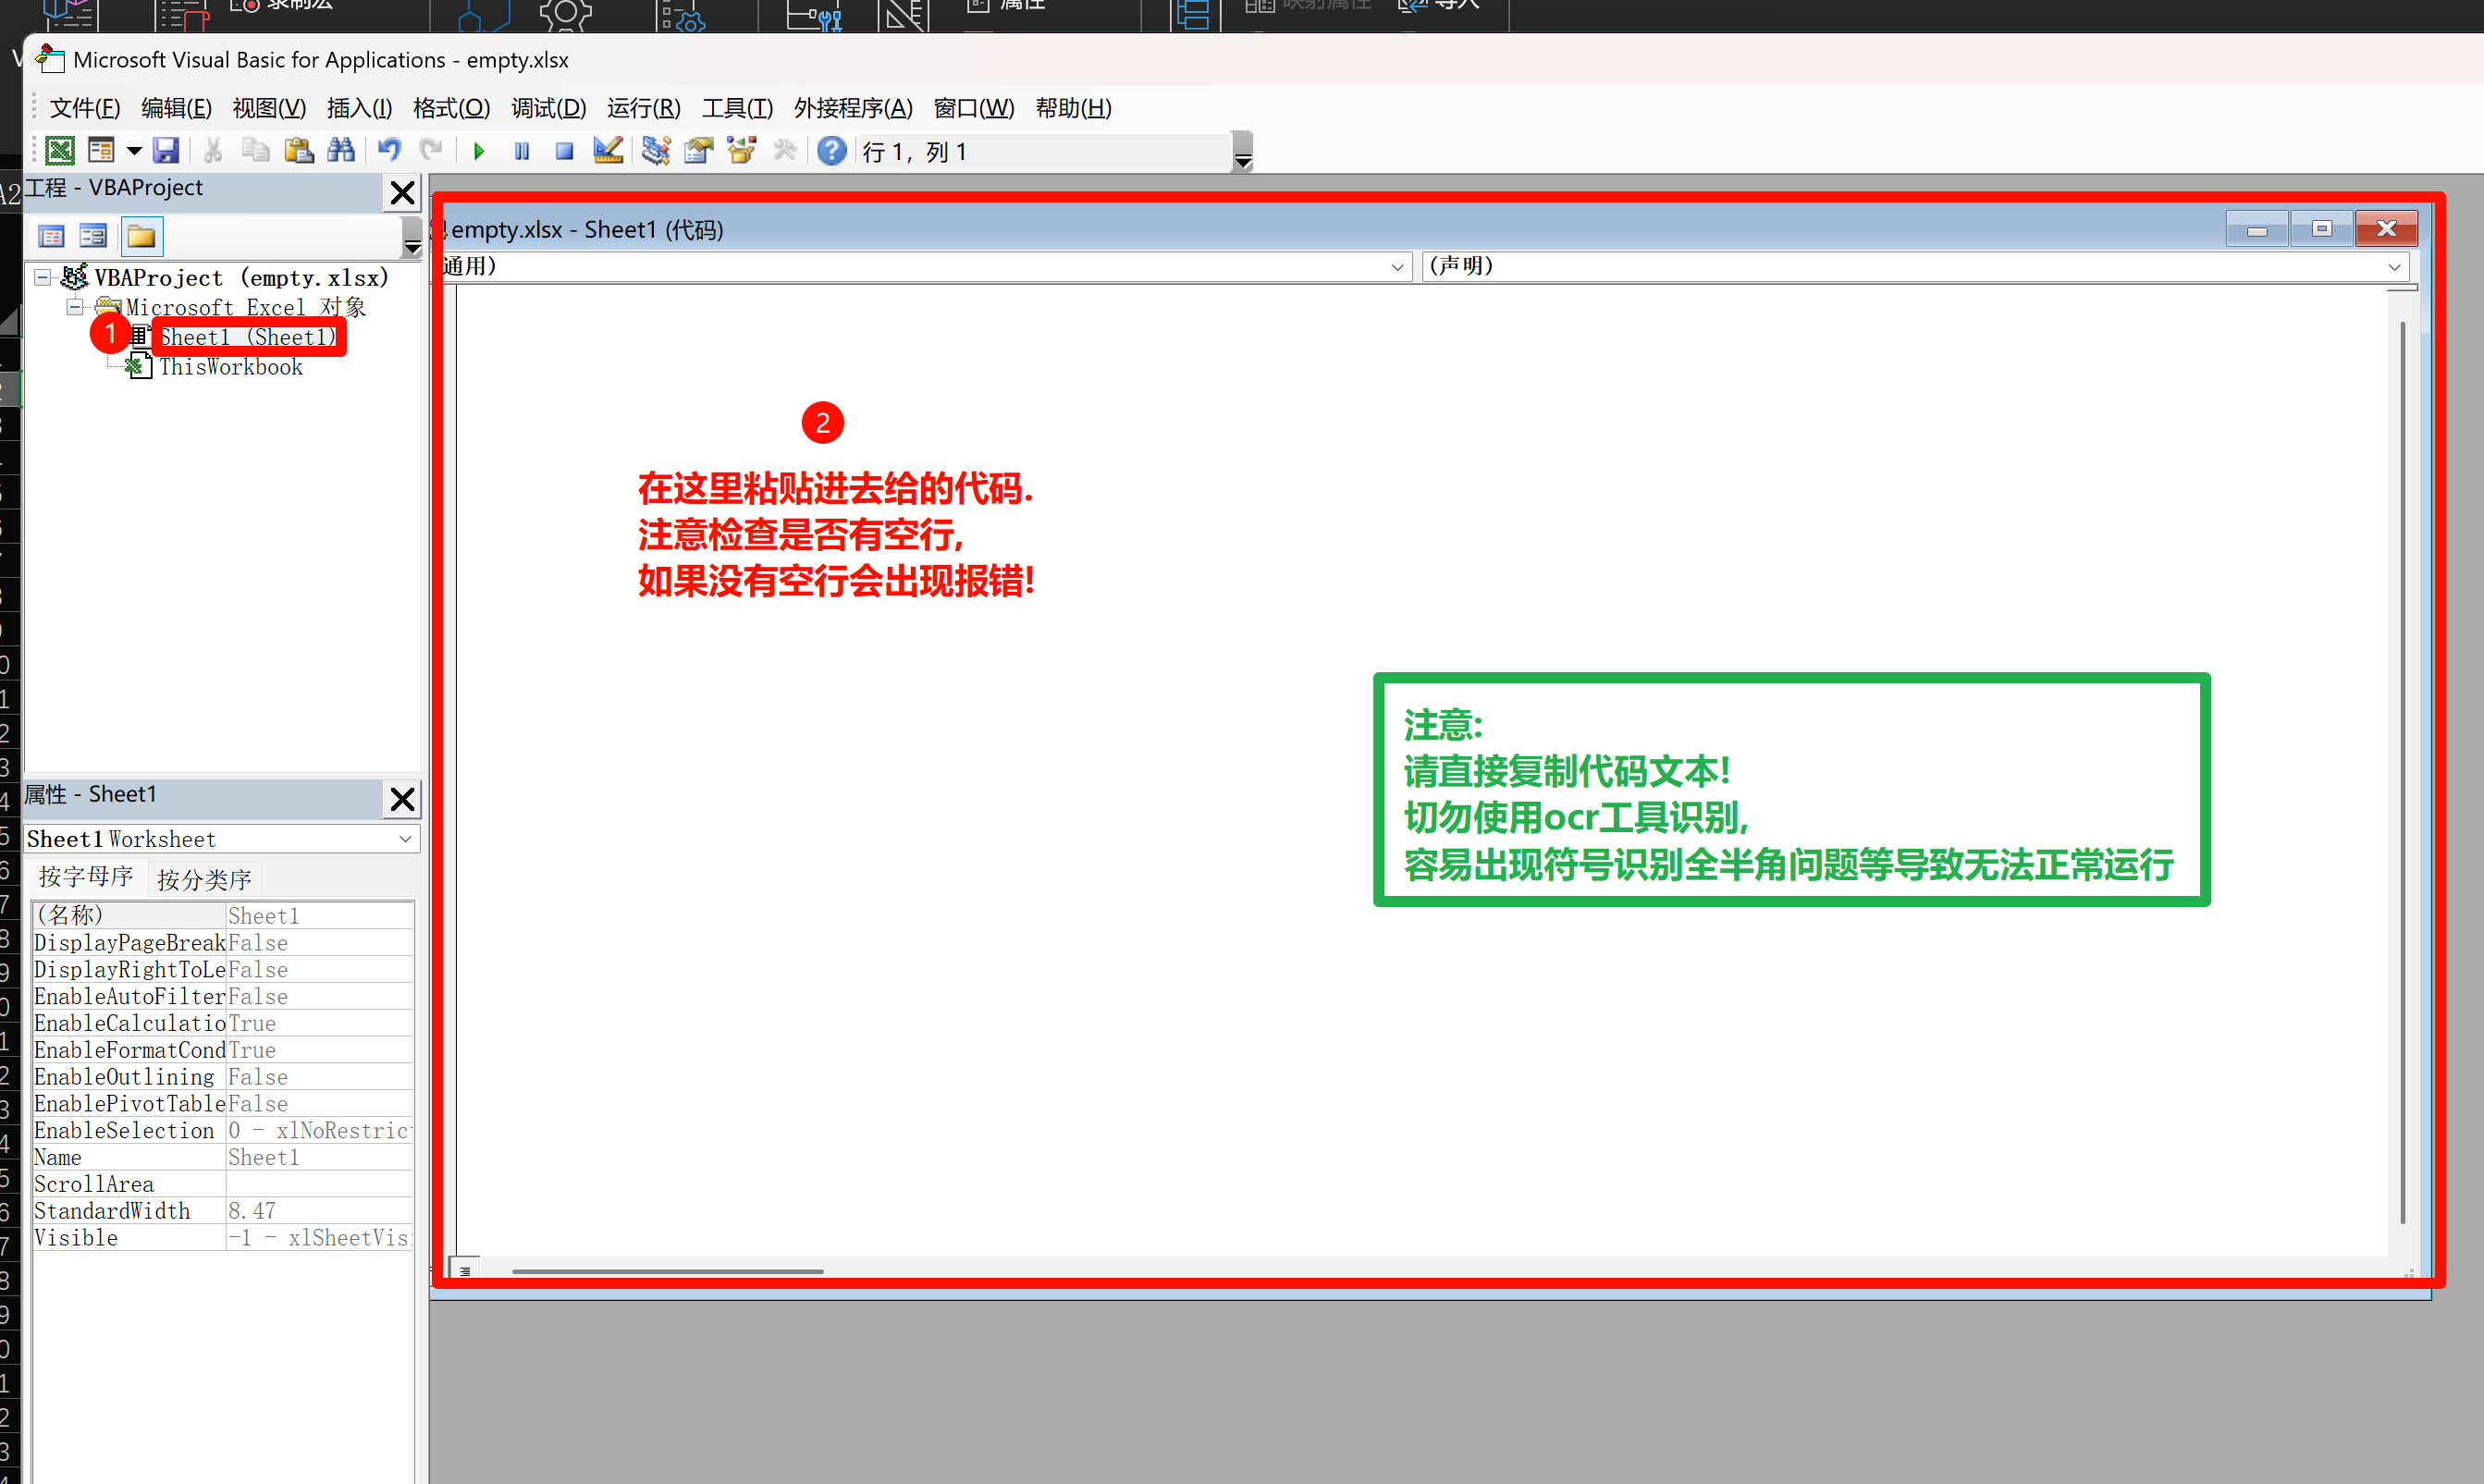 录制宏
属性
映射属性
导入
Microsoft Visual Basic for Applications - empty.xlsx
文件(F) 编辑(E) 视图(V) 插入(I) 格式(O) 调试(D) 运行(R) 工具(T) 外接程序(A) 窗口(W) 帮助(H)
行 1，列 1
工程 - VBAProject
VBAProject (empty.xlsx)
Microsoft Excel 对象
1
Sheet1 (Sheet1)
ThisWorkbook
empty.xlsx - Sheet1 (代码)
通用)
(声明)
2
在这里粘贴进去给的代码.
注意检查是否有空行,
如果没有空行会出现报错!
注意:
请直接复制代码文本!
切勿使用ocr工具识别,
容易出现符号识别全半角问题等导致无法正常运行
属性 - Sheet1
Sheet1 Worksheet
按字母序 按分类序
(名称) Sheet1
DisplayPageBreak False
DisplayRightToLe False
EnableAutoFilter False
EnableCalculatio True
EnableFormatCond True
EnableOutlining False
EnablePivotTable False
EnableSelection 0 - xlNoRestric
Name Sheet1
ScrollArea
StandardWidth 8.47
Visible -1 - xlSheetVis